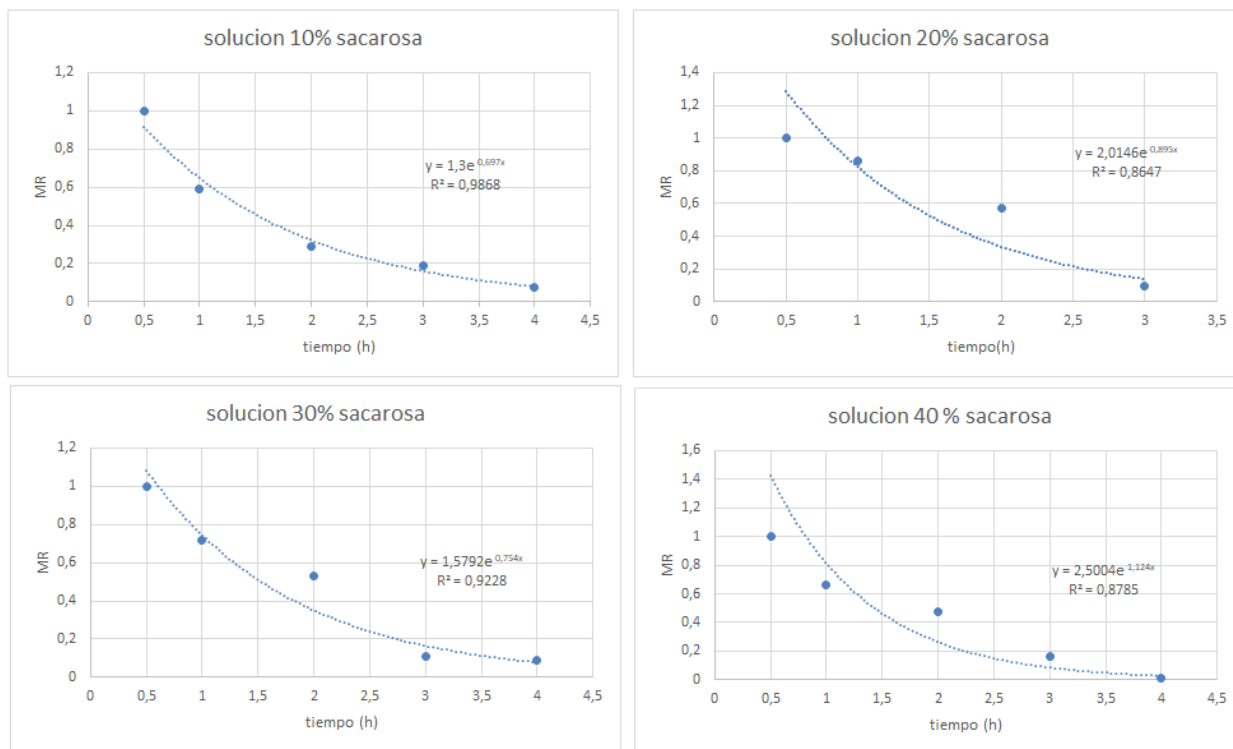 solucion 10% sacarosa
1,2
1
0,8
0,6
0,4
0,2
0
MR
y = 1,3e^0,697x
R² = 0,9868
0 0,5 1 1,5 2 2,5 3 3,5 4 4,5
tiempo (h)
solucion 20% sacarosa
1,4
1,2
1
0,8
0,6
0,4
0,2
0
MR
y = 2,0146e^0,895x
R² = 0,8647
0 0,5 1 1,5 2 2,5 3 3,5
tiempo(h)
solucion 30% sacarosa
1,2
1
0,8
0,6
0,4
0,2
0
MR
y = 1,5792e^0,754x
R² = 0,9228
0 0,5 1 1,5 2 2,5 3 3,5 4 4,5
tiempo (h)
solucion 40 % sacarosa
1,6
1,4
1,2
1
0,8
0,6
0,4
0,2
0
MR
y = 2,5004e^-1,124x
R² = 0,8785
0 0,5 1 1,5 2 2,5 3 3,5 4 4,5
tiempo (h)